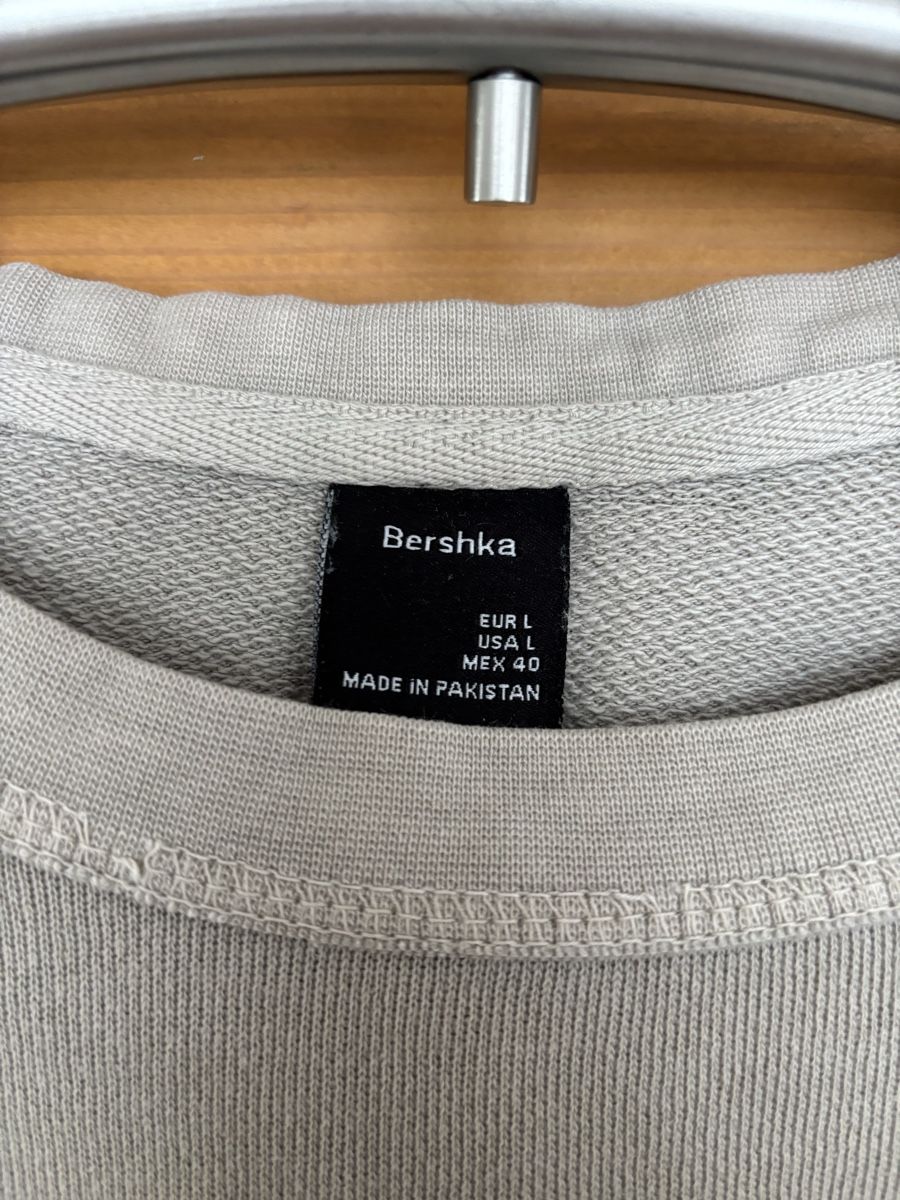 Bershka
EUR L
USA L
MEX 40
MADE iN PAKISTAN